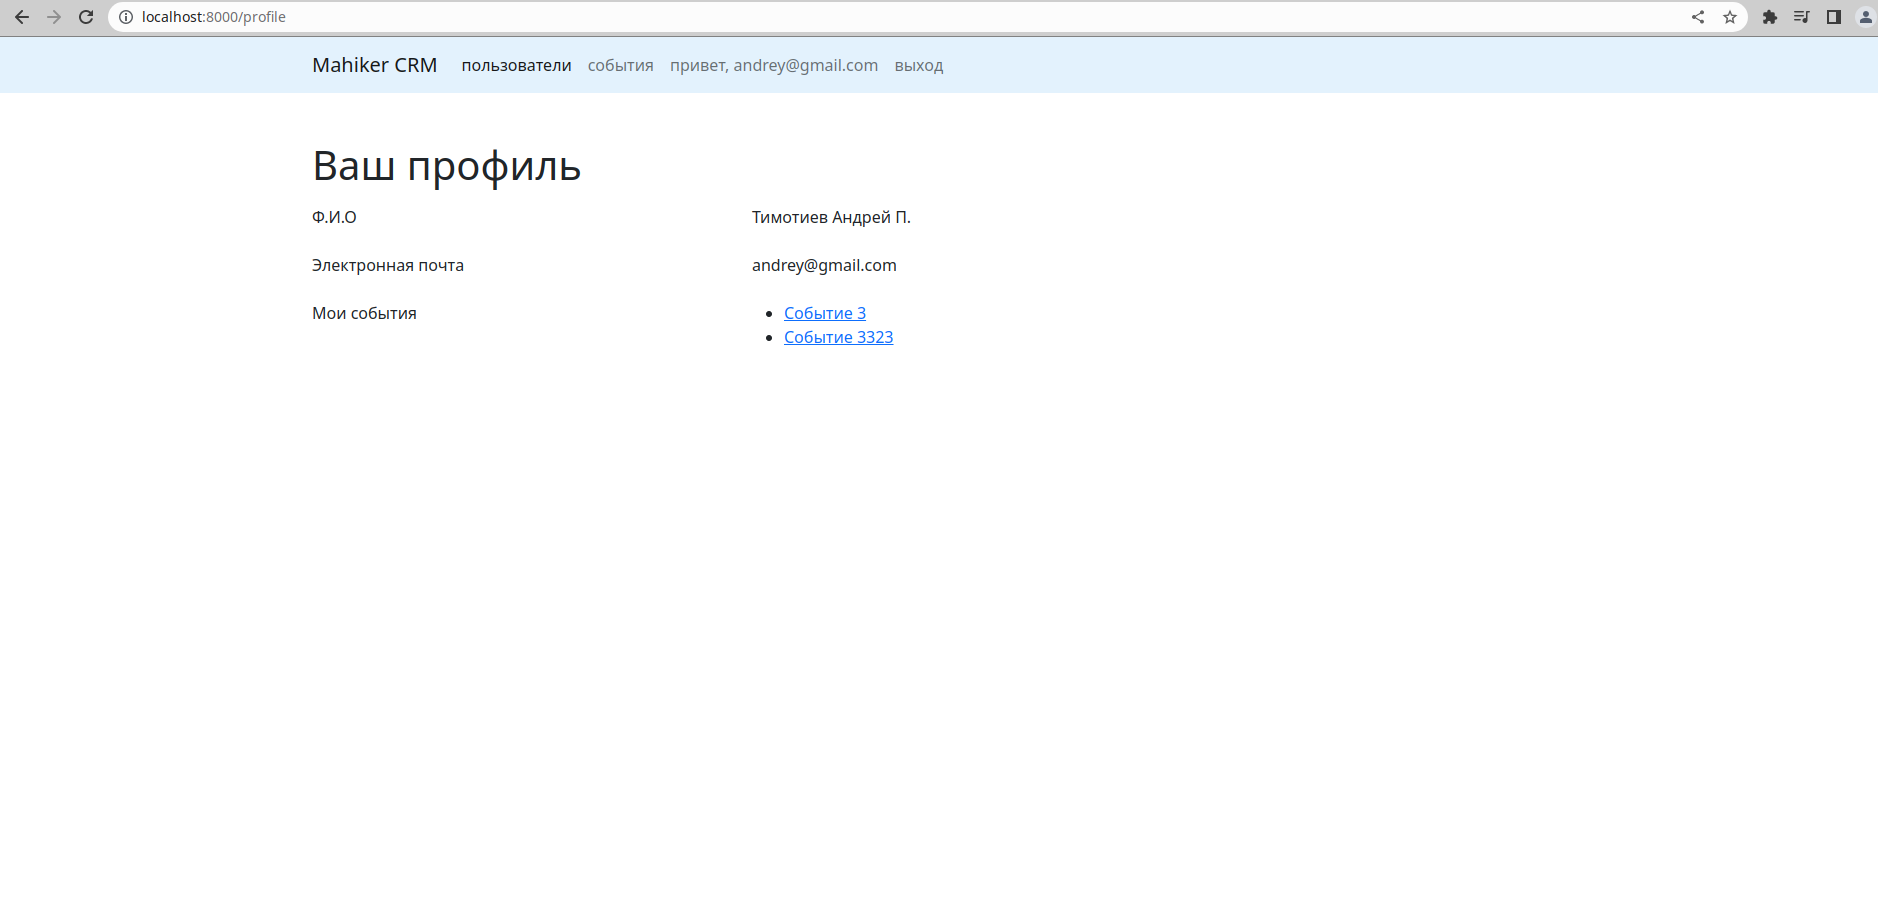 localhost:8000/profile
Mahiker CRM пользователи события привет, andrey@gmail.com выход
Ваш профиль
Ф.И.О Тимотиев Андрей П.
Электронная почта andrey@gmail.com
Мои события Событие 3
Событие 3323